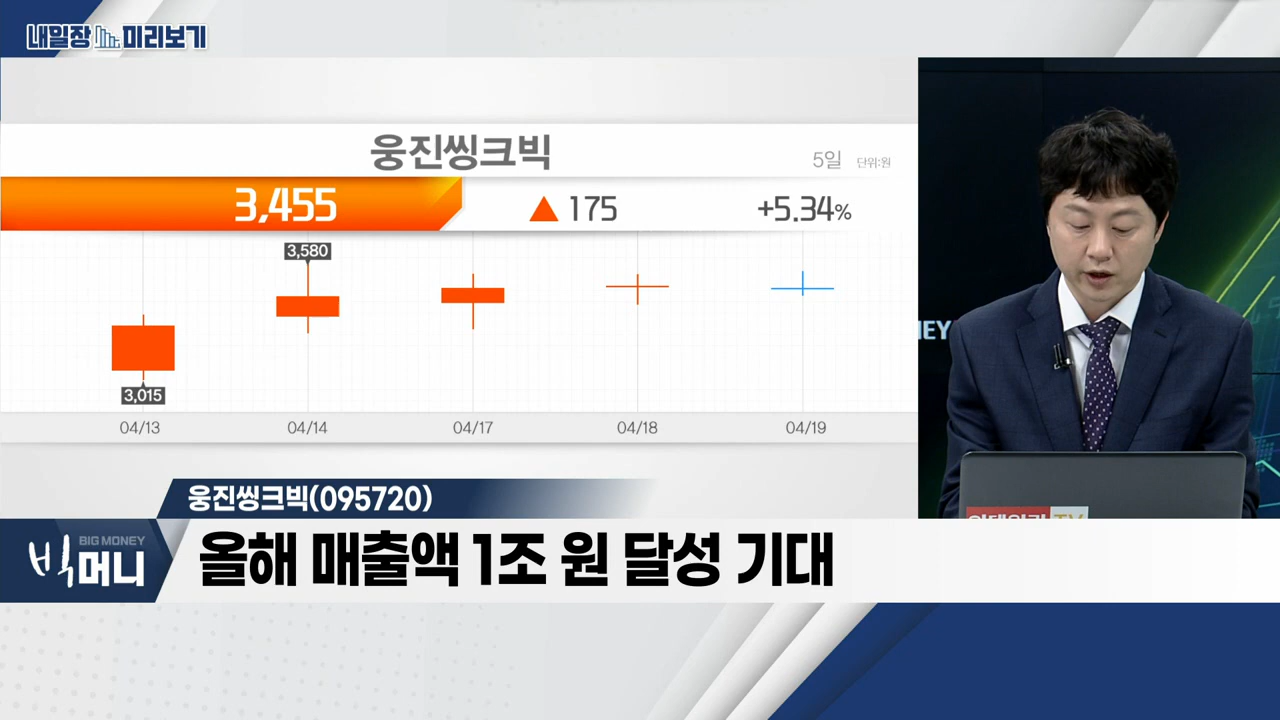 내일장 미리보기
웅진씽크빅
5일 단위:원
3,455 ▲ 175 +5.34%
3,580
3,015
04/13 04/14 04/17 04/18 04/19
웅진씽크빅(095720)
BIG MONEY
빅머니
올해 매출액 1조 원 달성 기대
TV